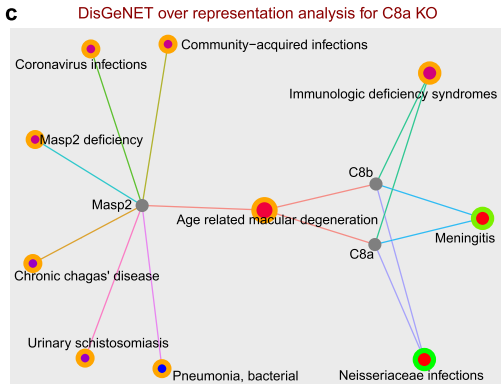 c
DisGeNET over representation analysis for C8a KO
Community−acquired infections
Coronavirus infections
Immunologic deficiency syndromes
Masp2 deficiency
C8b
Masp2
Age related macular degeneration
Meningitis
C8a
Chronic chagas' disease
Urinary schistosomiasis
Pneumonia, bacterial
Neisseriaceae infections